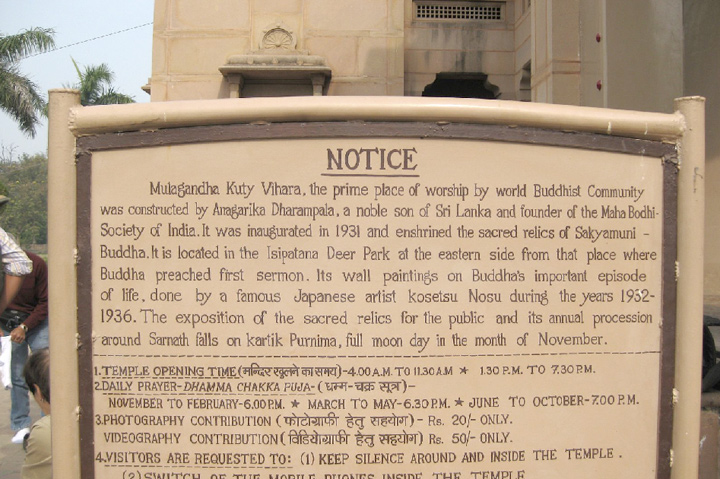 NOTICE
Mulagandha Kuty Vihara, the prime place of worship by world Buddhist Community
was constructed by Anagarika Dharampala, a noble son of Sri Lanka and founder of the Maha Bodhi-
Society of India. It was inaugurated in 1931 and enshrined the sacred relics of Sakyamuni -
Buddha. It is located in the Isipatana Deer Park at the eastern side from that place where
Buddha preached first sermon. Its wall paintings on Buddha's important episode
of life, done by a famous Japanese artist kosetsu Nosu during the years 1932-
1936. The exposition of the sacred relics for the public and its annual procession
around Sarnath falls on kartik Purnima, full moon day in the month of November.
1. TEMPLE OPENING TIME (मन्दिर खुलने का समय)-4.00 A.M. TO 11.30 A.M ★ 1.30 P.M. TO 7.30 P.M.
2. DAILY PRAYER-DHAMMA CHAKKA PUJA-(धम्म-चक्र सूत्र)-
NOVEMBER TO FEBRUARY-6.00 P.M. ★ MARCH TO MAY-6.30 P.M. ★ JUNE TO OCTOBER-7.00 P.M.
3. PHOTOGRAPHY CONTRIBUTION (फोटोग्राफी हेतु सहयोग) - Rs. 20/- ONLY.
VIDEOGRAPHY CONTRIBUTION (विडियोग्राफी हेतु सहयोग) Rs. 50/- ONLY.
4. VISITORS ARE REQUESTED TO: (1) KEEP SILENCE AROUND AND INSIDE THE TEMPLE.
(2) SWITCH OF THE MOBILE PHONES INSIDE THE TEMPLE